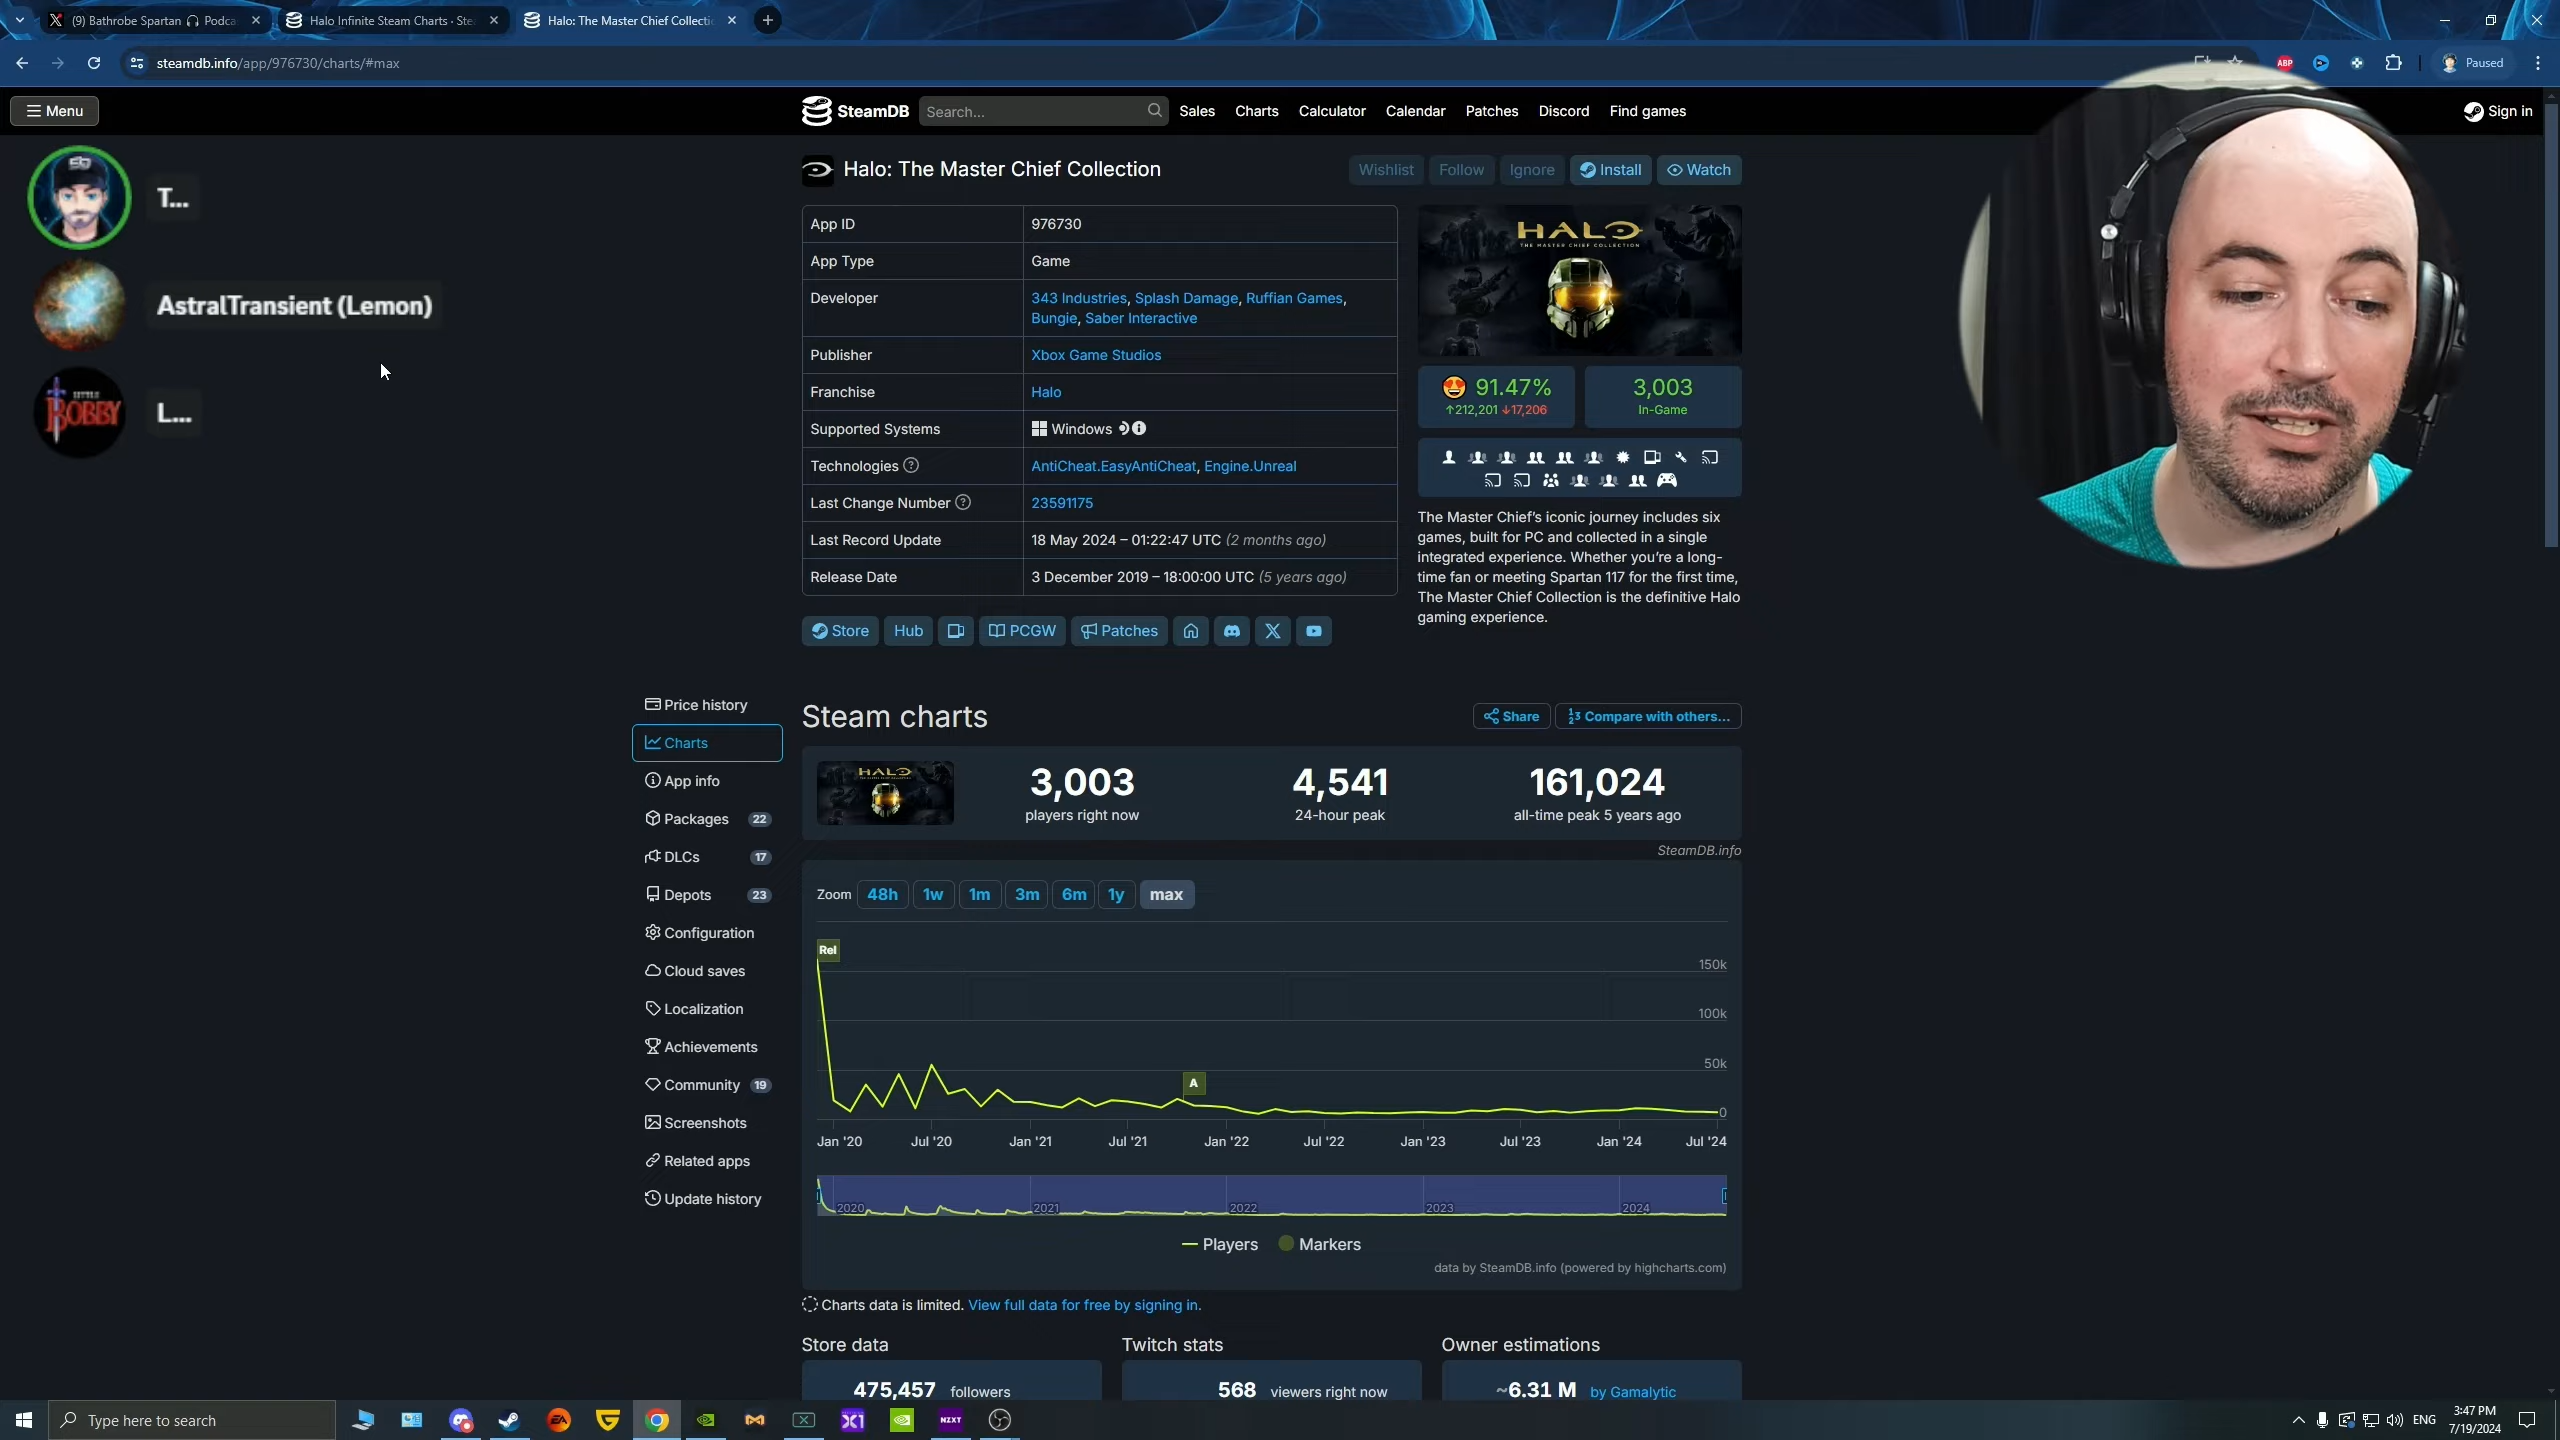 (9) Bathrobe Spartan 🎧 Podca
Halo Infinite Steam Charts · Ste
Halo: The Master Chief Collecti
steamdb.info/app/976730/charts/#max
ABP
Paused
Menu
SteamDB
Search...
Sales
Charts
Calculator
Calendar
Patches
Discord
Find games
Sign in
T...
AstralTransient (Lemon)
LITTLE
BOBBY
L...
Halo: The Master Chief Collection
Wishlist
Follow
Ignore
Install
Watch
App ID
976730
App Type
Game
Developer
343 Industries, Splash Damage, Ruffian Games,
Bungie, Saber Interactive
Publisher
Xbox Game Studios
Franchise
Halo
Supported Systems
Windows
Technologies
AntiCheat.EasyAntiCheat, Engine.Unreal
Last Change Number
23591175
Last Record Update
18 May 2024 – 01:22:47 UTC (2 months ago)
Release Date
3 December 2019 – 18:00:00 UTC (5 years ago)
HALO
THE MASTER CHIEF COLLECTION
91.47%
↑212,201 ↓17,206
3,003
In-Game
The Master Chief's iconic journey includes six
games, built for PC and collected in a single
integrated experience. Whether you're a long-
time fan or meeting Spartan 117 for the first time,
The Master Chief Collection is the definitive Halo
gaming experience.
Store
Hub
PCGW
Patches
Price history
Charts
App info
Packages 22
DLCs 17
Depots 23
Configuration
Cloud saves
Localization
Achievements
Community 19
Screenshots
Related apps
Update history
Steam charts
Share
Compare with others...
HALO
3,003
players right now
4,541
24-hour peak
161,024
all-time peak 5 years ago
SteamDB.info
Zoom 48h 1w 1m 3m 6m 1y max
Rel
A
150k
100k
50k
0
Jan '20
Jul '20
Jan '21
Jul '21
Jan '22
Jul '22
Jan '23
Jul '23
Jan '24
Jul '24
2020
2021
2022
2023
2024
Players
Markers
data by SteamDB.info (powered by highcharts.com)
Charts data is limited. View full data for free by signing in.
Store data
475,457 followers
Twitch stats
568 viewers right now
Owner estimations
~6.31 M by Gamalytic
Type here to search
EA
X1
NZXT
ENG
3:47 PM
7/19/2024